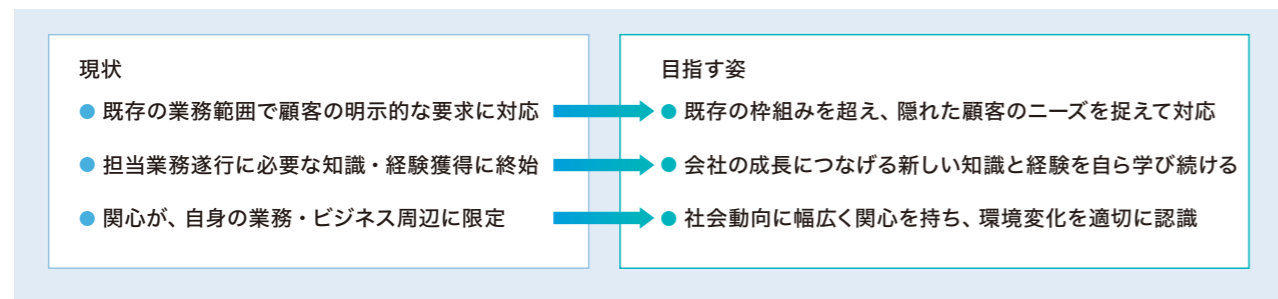 現状
● 既存の業務範囲で顧客の明示的な要求に対応
● 担当業務遂行に必要な知識・経験獲得に終始
● 関心が、自身の業務・ビジネス周辺に限定
目指す姿
● 既存の枠組みを超え、隠れた顧客のニーズを捉えて対応
● 会社の成長につなげる新しい知識と経験を自ら学び続ける
● 社会動向に幅広く関心を持ち、環境変化を適切に認識